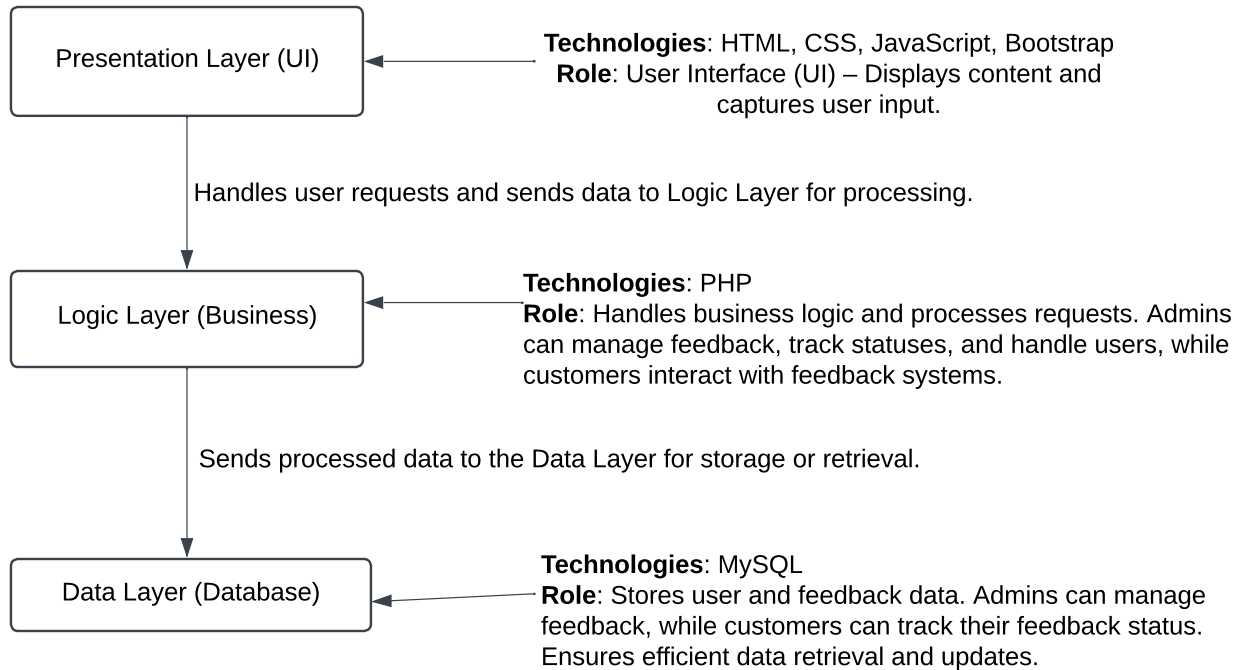 Presentation Layer (UI)
Technologies: HTML, CSS, JavaScript, Bootstrap
Role: User Interface (UI) – Displays content and
captures user input.
Handles user requests and sends data to Logic Layer for processing.
Logic Layer (Business)
Technologies: PHP
Role: Handles business logic and processes requests. Admins
can manage feedback, track statuses, and handle users, while
customers interact with feedback systems.
Sends processed data to the Data Layer for storage or retrieval.
Data Layer (Database)
Technologies: MySQL
Role: Stores user and feedback data. Admins can manage
feedback, while customers can track their feedback status.
Ensures efficient data retrieval and updates.